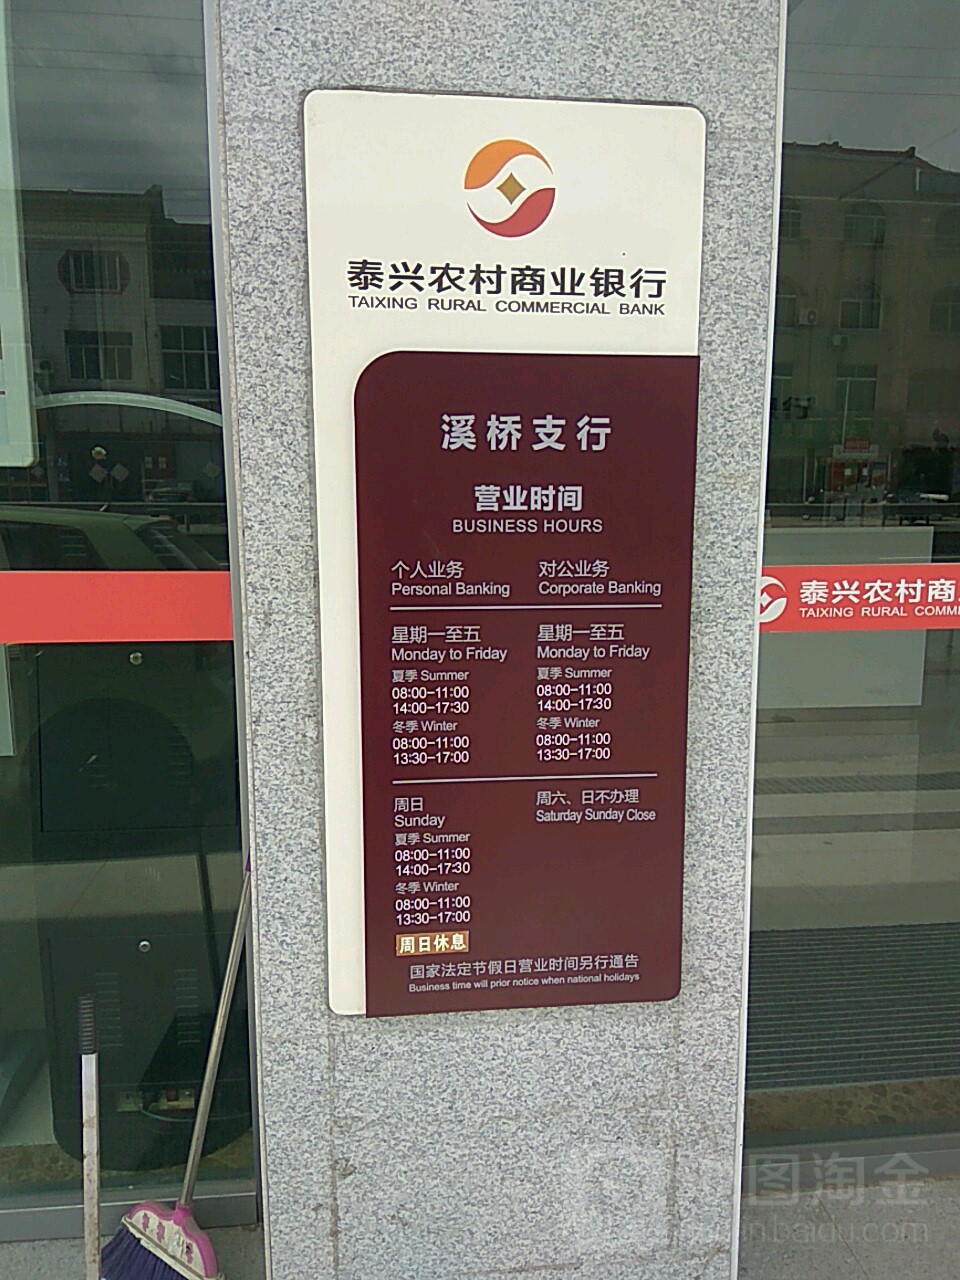 泰兴农村商业银行
TAIXING RURAL COMMERCIAL BANK
溪桥支行
营业时间
BUSINESS HOURS
个人业务
Personal Banking
对公业务
Corporate Banking
星期一至五
Monday to Friday
夏季 Summer
08:00-11:00
14:00-17:30
冬季 Winter
08:00-11:00
13:30-17:00
星期一至五
Monday to Friday
夏季 Summer
08:00-11:00
14:00-17:30
冬季 Winter
08:00-11:00
13:30-17:00
周日
Sunday
夏季 Summer
08:00-11:00
14:00-17:30
冬季 Winter
08:00-11:00
13:30-17:00
周日休息
周六、日不办理
Saturday Sunday Close
国家法定节假日营业时间另行通告
Business time will prior notice when national holidays
泰兴农村商
TAIXING RURAL COMM
图淘金
baidu.com